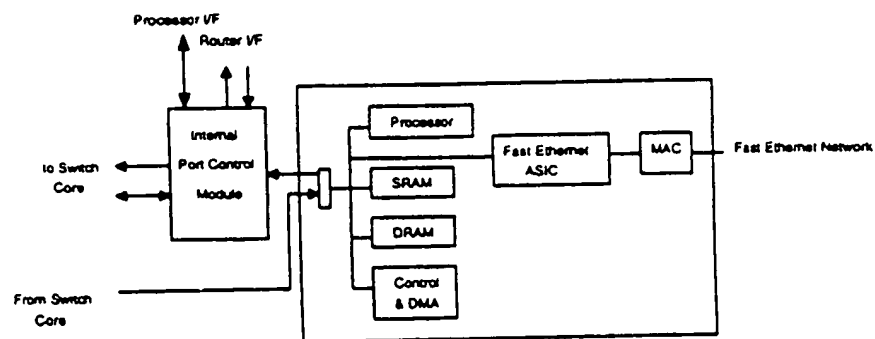 Processor I/F
Router I/F
Internal
Port Control
Module
to Switch
Core
From Switch
Core
Processor
SRAM
DRAM
Control
& DMA
Fast Ethernet
ASIC
MAC
Fast Ethernet Network